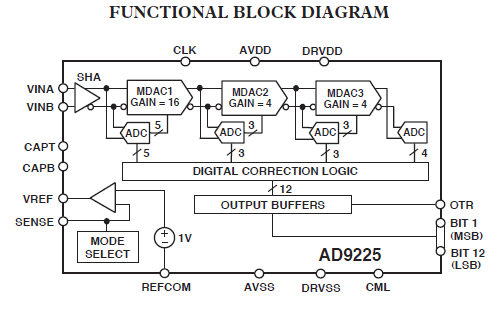 FUNCTIONAL BLOCK DIAGRAM
CLK AVDD DRVDD
SHA
VINA
VINB
MDAC1
GAIN = 16
MDAC2
GAIN = 4
MDAC3
GAIN = 4
ADC 5
ADC 3
ADC 3
ADC
5 3 3 4
CAPT
CAPB
DIGITAL CORRECTION LOGIC
12
VREF
OUTPUT BUFFERS
OTR
SENSE
BIT 1
(MSB)
MODE
SELECT
1V
AD9225
BIT 12
(LSB)
REFCOM AVSS DRVSS CML